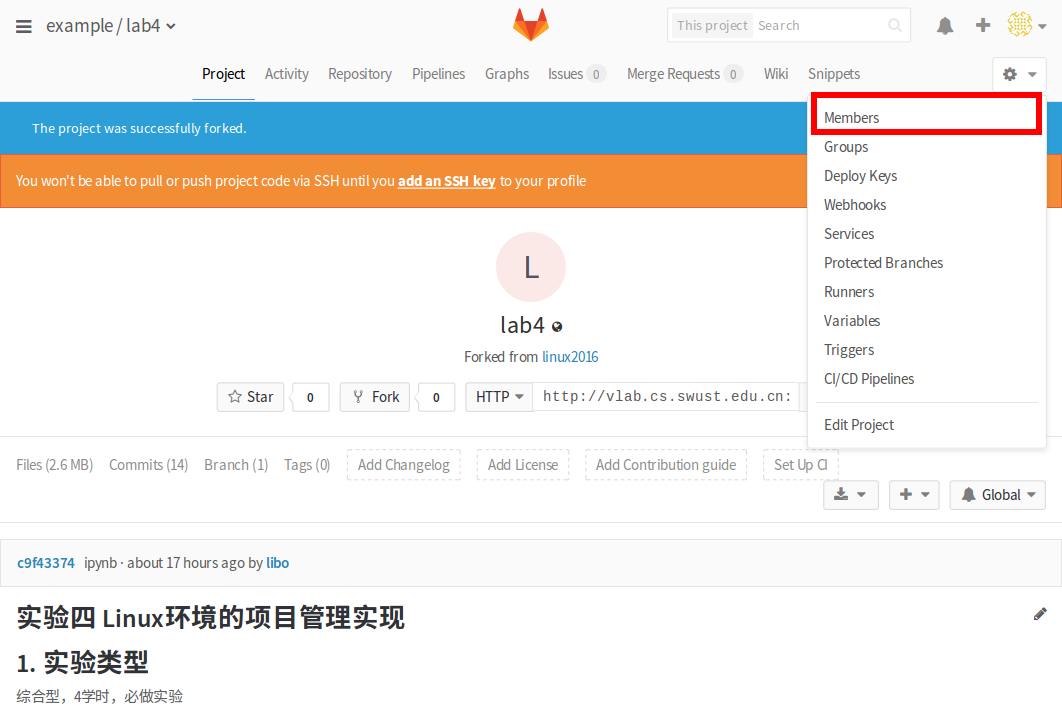 example / lab4
This project Search
Project Activity Repository Pipelines Graphs Issues 0 Merge Requests 0 Wiki Snippets
The project was successfully forked.
You won't be able to pull or push project code via SSH until you add an SSH key to your profile
Members
Groups
Deploy Keys
Webhooks
Services
Protected Branches
Runners
Variables
Triggers
CI/CD Pipelines
Edit Project
L
lab4
Forked from linux2016
Star 0 Fork 0 HTTP http://vlab.cs.swust.edu.cn:
Files (2.6 MB) Commits (14) Branch (1) Tags (0) Add Changelog Add License Add Contribution guide Set Up CI
Global
c9f43374 ipynb · about 17 hours ago by libo
实验四 Linux环境的项目管理实现
1. 实验类型
综合型，4学时，必做实验